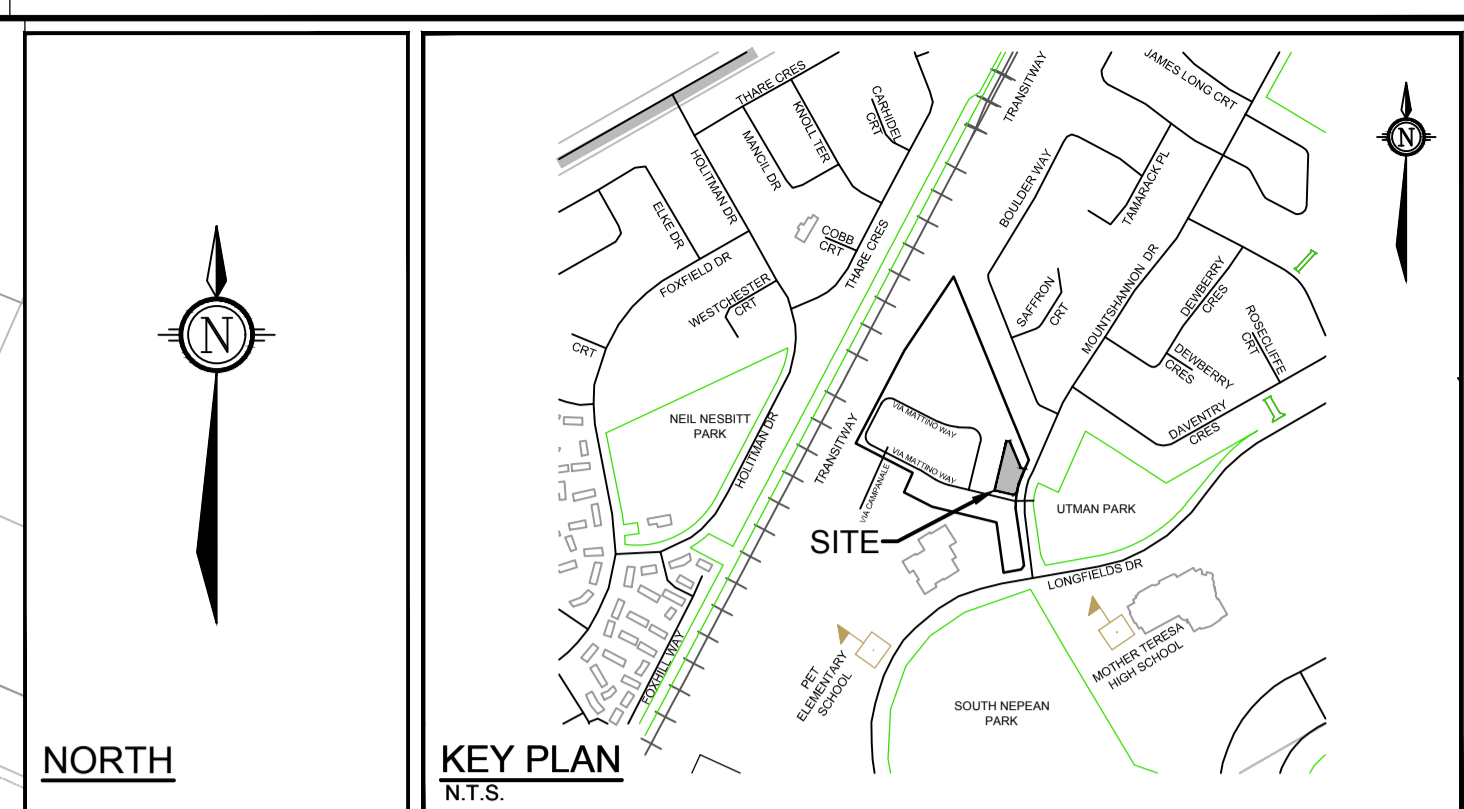 N
NORTH
THARE CRES
TRANSITWAY
JAMES LONG CRT
N
KNOLL TER
CARHIDEL
CRT
MANCIL DR
HOLITMAN DR
BOULDER WAY
TAMARACK PL
ELKE DR
COBB
CRT
THARE CRES
FOXFIELD DR
WESTCHESTER
CRT
SAFFRON
CRT
MOUNTSHANNON DR
DEWBERRY
CRES
ROSECLIFFE
CRT
CRT
DEWBERRY
CRES
NEIL NESBITT
PARK
HOLITMAN DR
TRANSITWAY
VIA MATTINO WAY
DAVENTRY
CRES
VIA MATTINO WAY
VIA CAMPANALE
UTMAN PARK
SITE
LONGFIELDS DR
FOXHILL WAY
PET
ELEMENTARY
SCHOOL
MOTHER TERESA
HIGH SCHOOL
SOUTH NEPEAN
PARK
KEY PLAN
N.T.S.